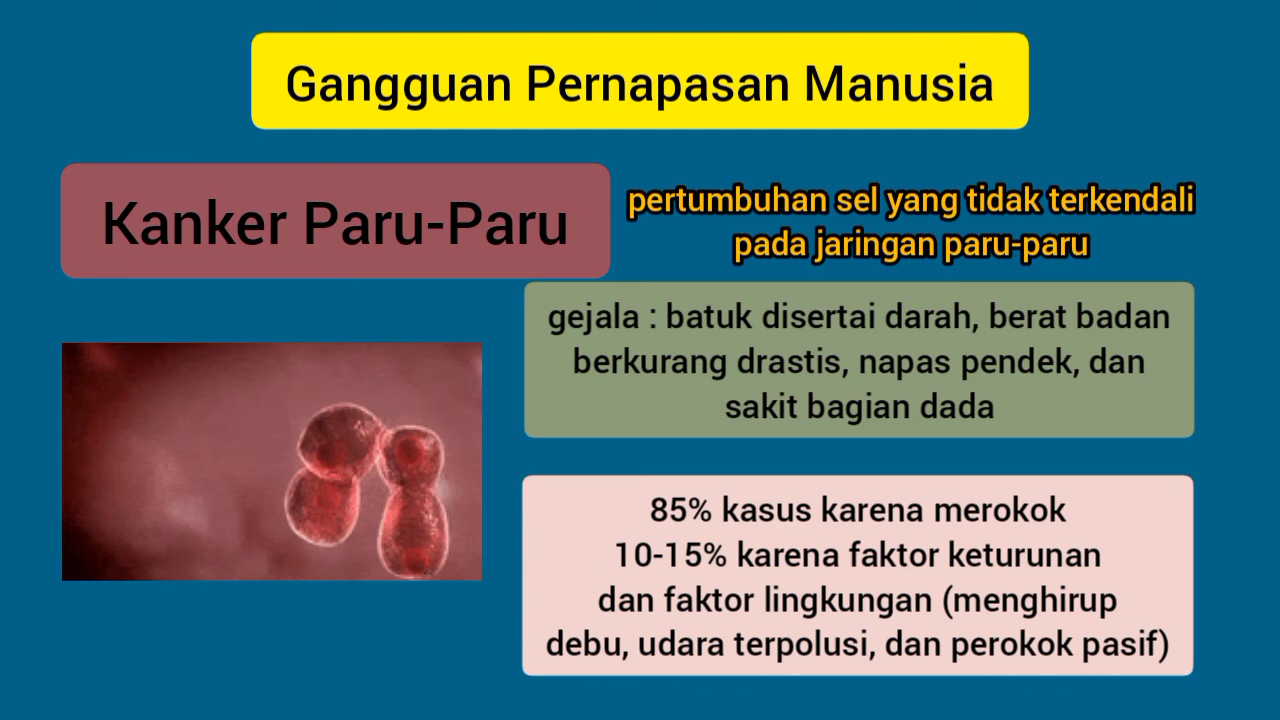 Gangguan Pernapasan Manusia
Kanker Paru-Paru
pertumbuhan sel yang tidak terkendali
pada jaringan paru-paru
gejala : batuk disertai darah, berat badan
berkurang drastis, napas pendek, dan
sakit bagian dada
85% kasus karena merokok
10-15% karena faktor keturunan
dan faktor lingkungan (menghirup
debu, udara terpolusi, dan perokok pasif)